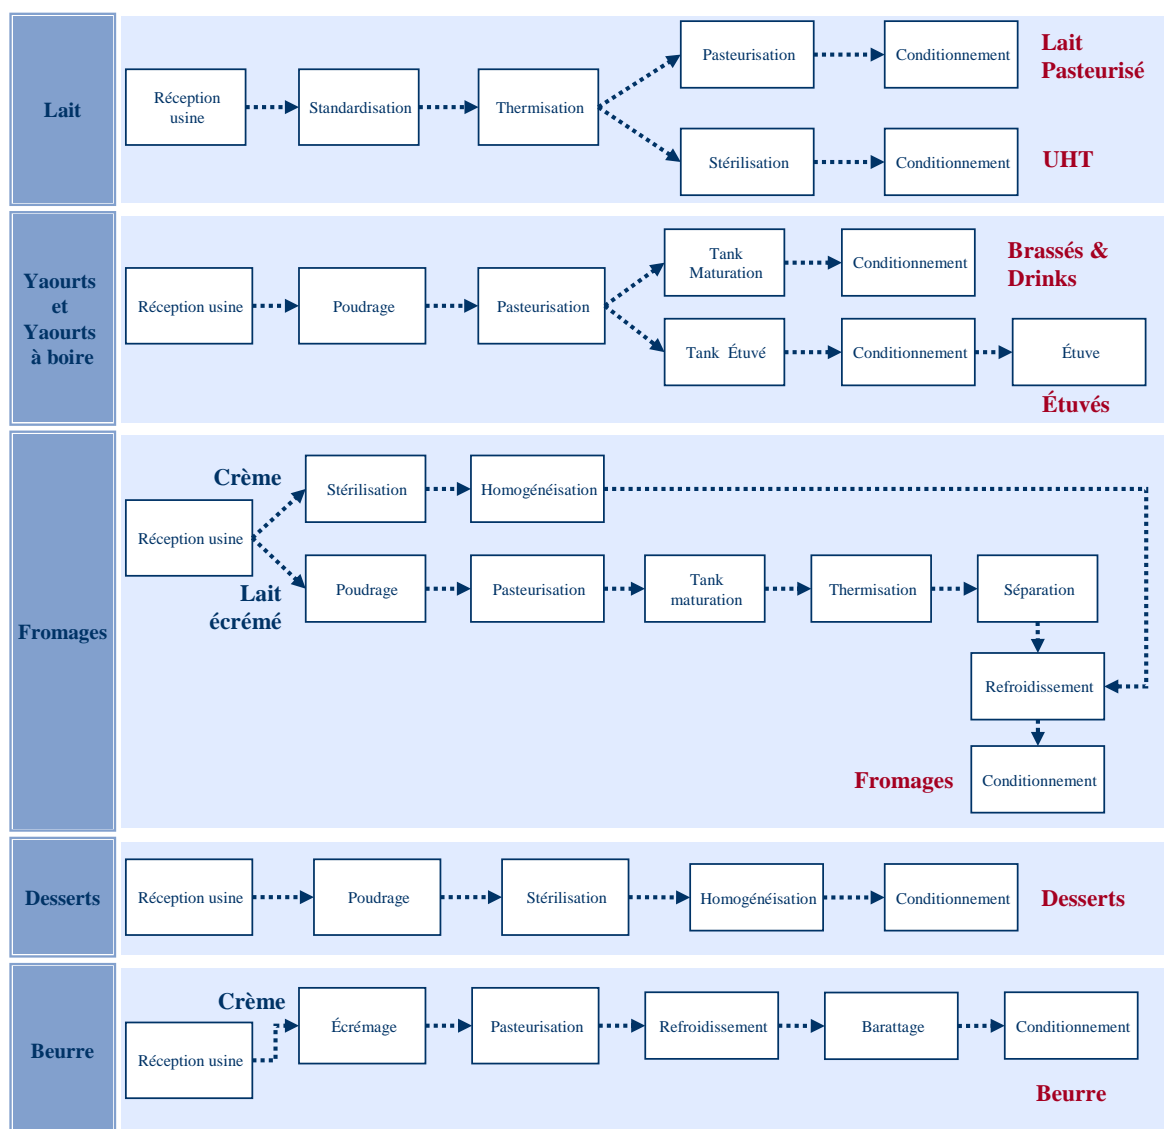 Lait
Réception
usine
Standardisation
Thermisation
Pasteurisation
Conditionnement
Lait
Pasteurisé
Stérilisation
Conditionnement
UHT
Yaourts
et
Yaourts
à boire
Réception usine
Poudrage
Pasteurisation
Tank
Maturation
Conditionnement
Brassés &
Drinks
Tank Étuvé
Conditionnement
Étuve
Étuvés
Fromages
Réception usine
Crème
Stérilisation
Homogénéisation
Lait
écrémé
Poudrage
Pasteurisation
Tank
maturation
Thermisation
Séparation
Refroidissement
Conditionnement
Fromages
Desserts
Réception usine
Poudrage
Stérilisation
Homogénéisation
Conditionnement
Desserts
Beurre
Réception usine
Crème
Écrémage
Pasteurisation
Refroidissement
Barattage
Conditionnement
Beurre